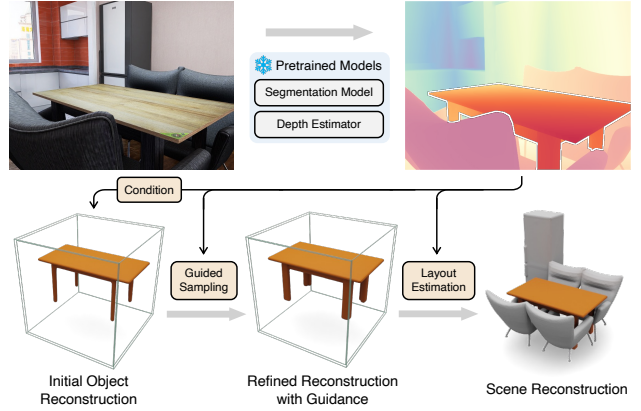 Pretrained Models
Segmentation Model
Depth Estimator
Condition
Guided
Sampling
Layout
Estimation
Initial Object
Reconstruction
Refined Reconstruction
with Guidance
Scene Reconstruction